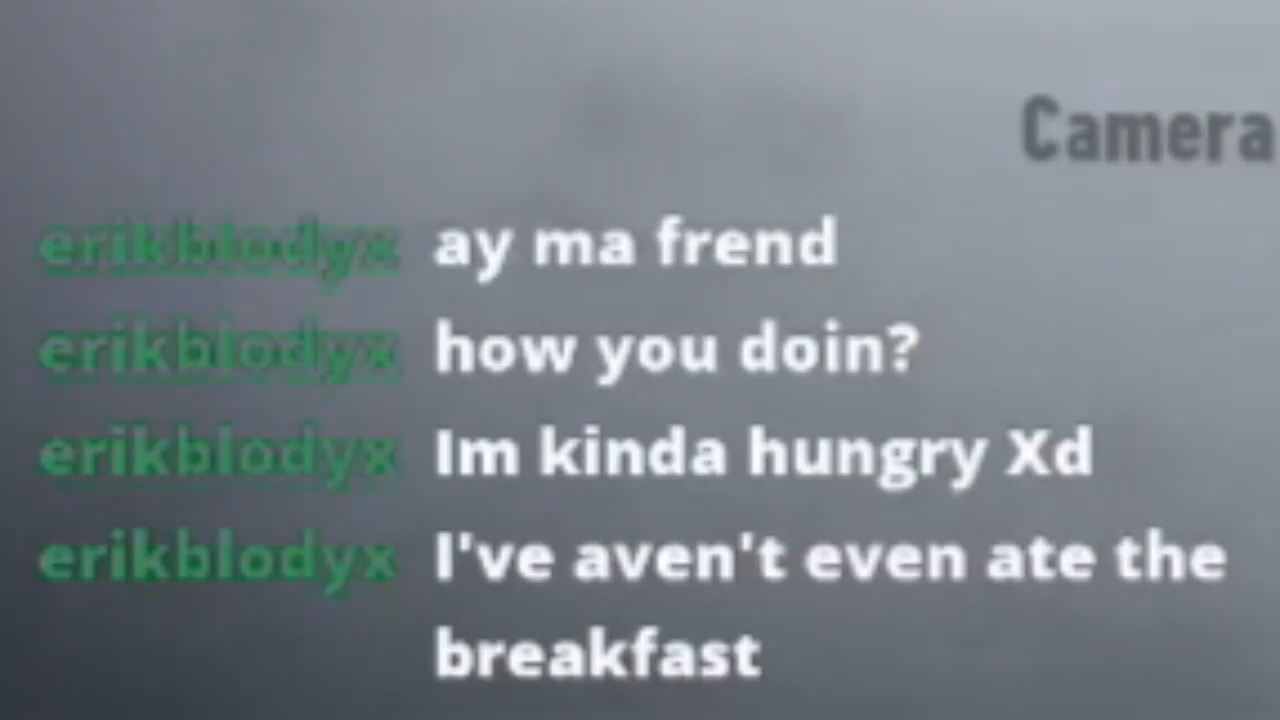 Camera
erikblodyx ay ma frend
erikblodyx how you doin?
erikblodyx Im kinda hungry Xd
erikblodyx I've aven't even ate the
breakfast